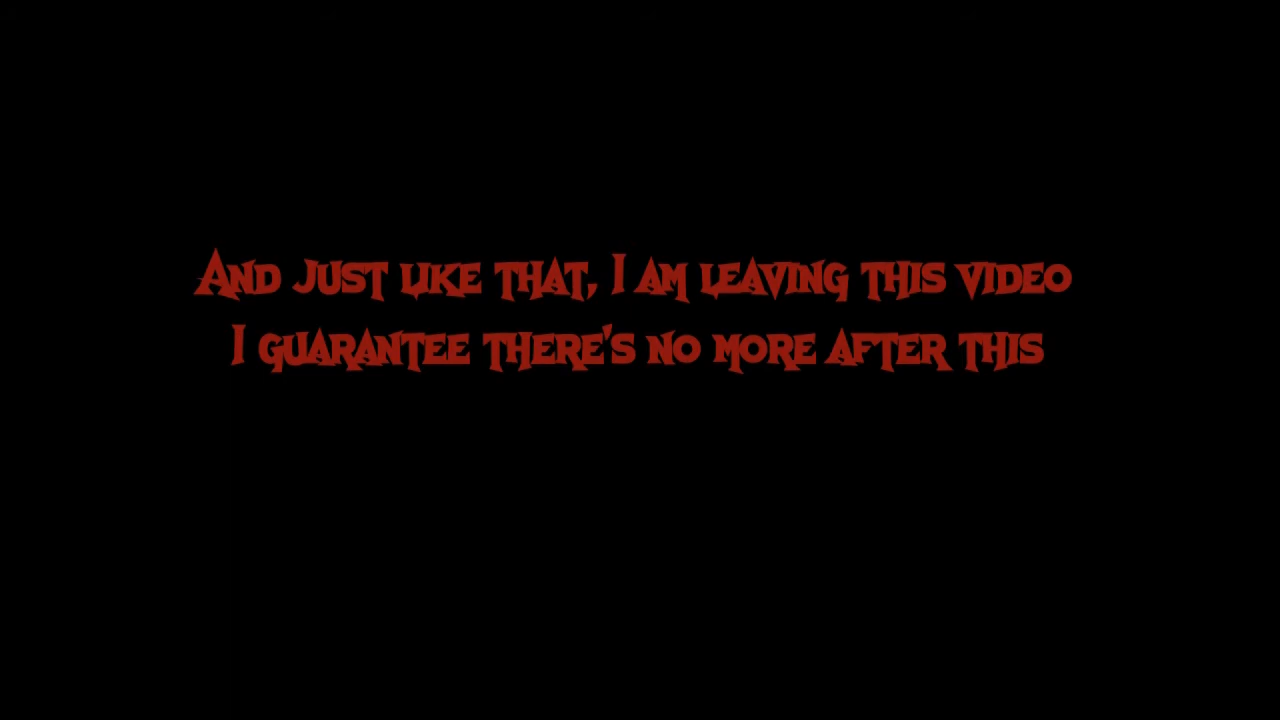 And just like that, I am leaving this video
I guarantee there's no more after this